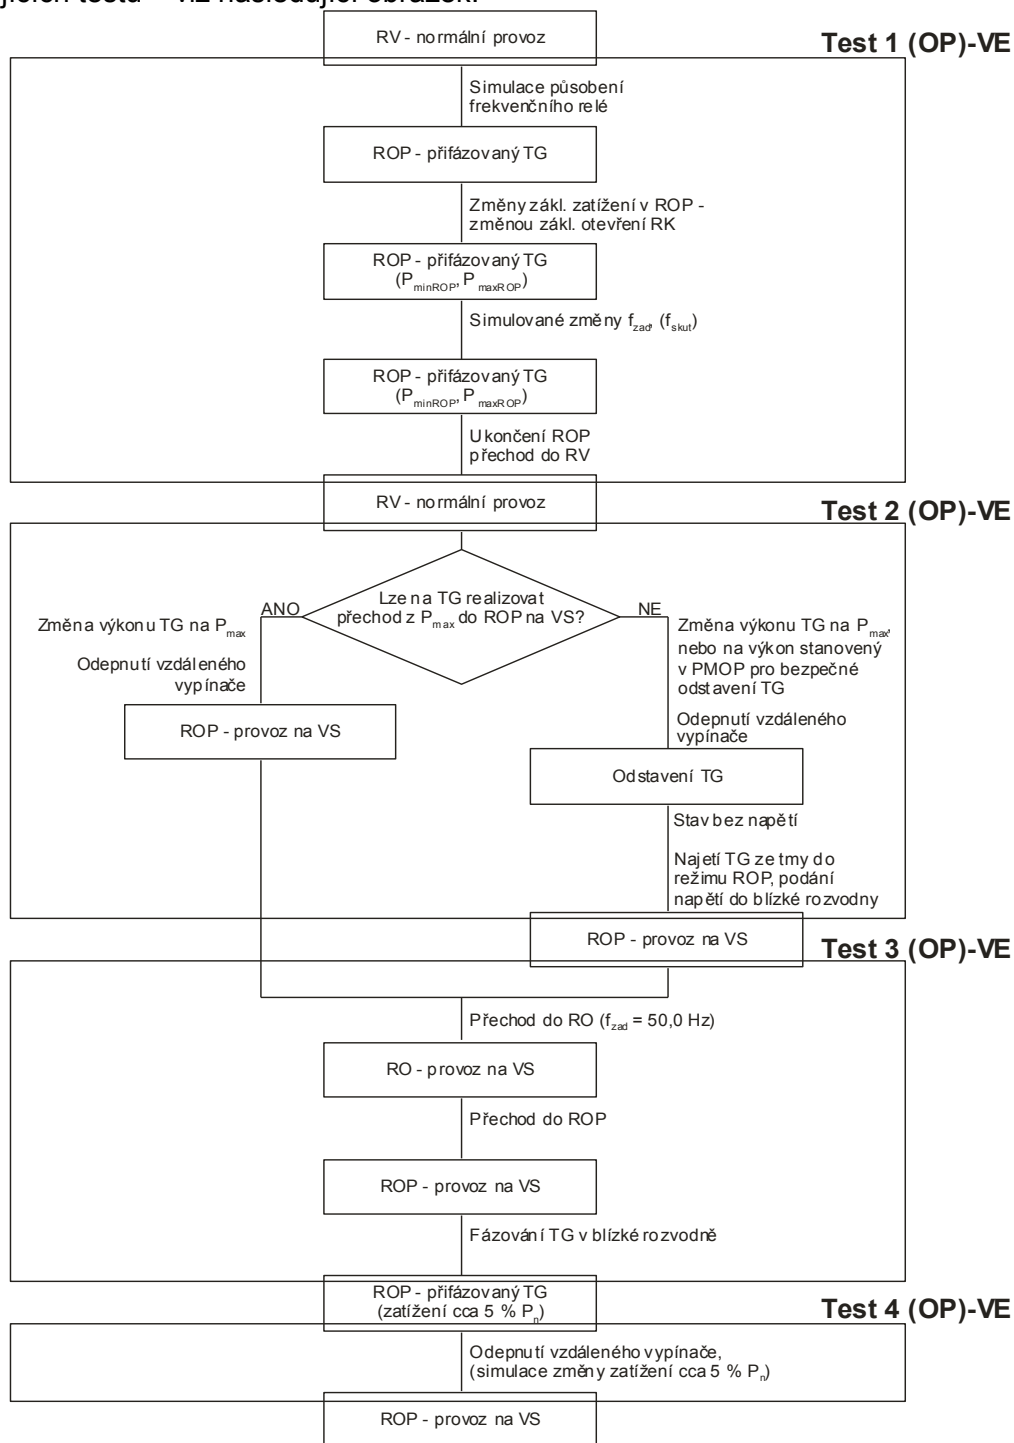 jících testů – viz následující obrázek.
RV - normální provoz
Test 1 (OP)-VE
Simulace působení
frekvenčního relé
ROP - přifázovaný TG
Změny zákl. zatížení v ROP -
změnou zákl. otevření RK
ROP - přifázovaný TG
(PminROP, PmaxROP)
Simulované změny fzad, (fskut)
ROP - přifázovaný TG
(PminROP, PmaxROP)
Ukončení ROP
přechod do RV
RV - normální provoz
Test 2 (OP)-VE
Lze na TG realizovat
přechod z Pmax do ROP na VS?
ANO
NE
Změna výkonu TG na Pmax
Odepnutí vzdáleného
vypínače
ROP - provoz na VS
Změna výkonu TG na Pmax,
nebo na výkon stanovený
v PMOP pro bezpečné
odstavení TG
Odepnutí vzdáleného
vypínače
Odstavení TG
Stav bez napětí
Najetí TG ze tmy do
režimu ROP, podání
napětí do blízké rozvodny
ROP - provoz na VS
Test 3 (OP)-VE
Přechod do RO (fzad = 50,0 Hz)
RO - provoz na VS
Přechod do ROP
ROP - provoz na VS
Fázování TG v blízké rozvodně
ROP - přifázovaný TG
(zatížení cca 5 % Pn)
Test 4 (OP)-VE
Odepnutí vzdáleného vypínače,
(simulace změny zatížení cca 5 % Pn)
ROP - provoz na VS